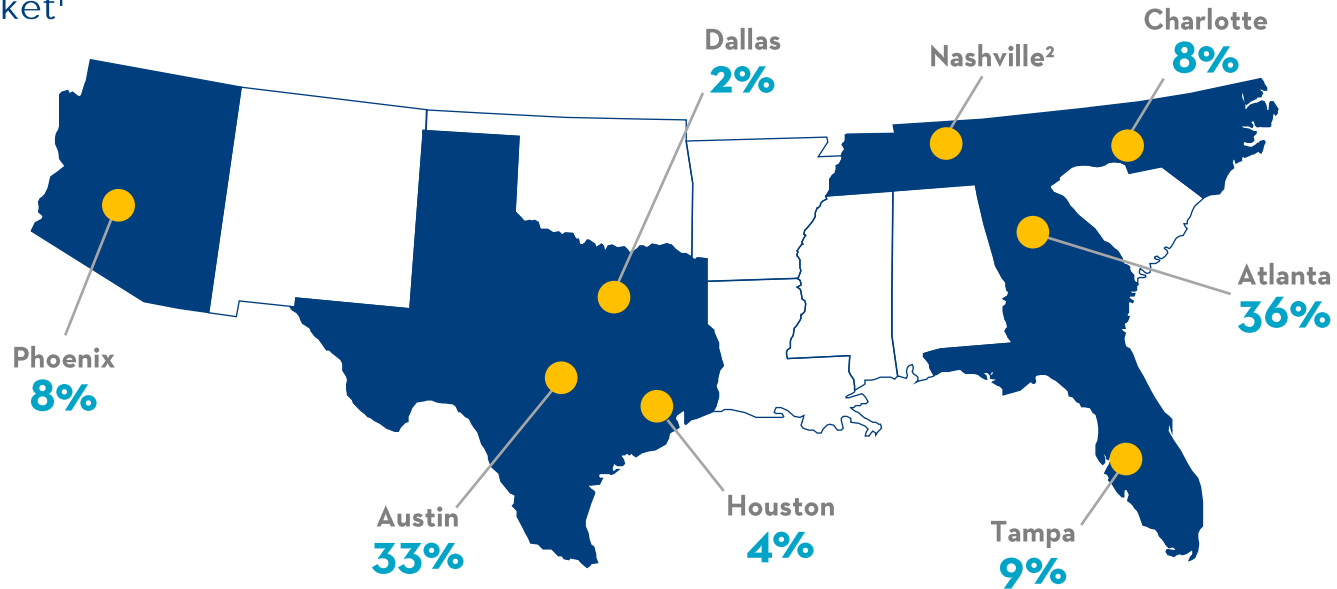 ket¹
Charlotte
8%
Dallas
2%
Nashville²
Atlanta
36%
Phoenix
8%
Austin
33%
Houston
4%
Tampa
9%